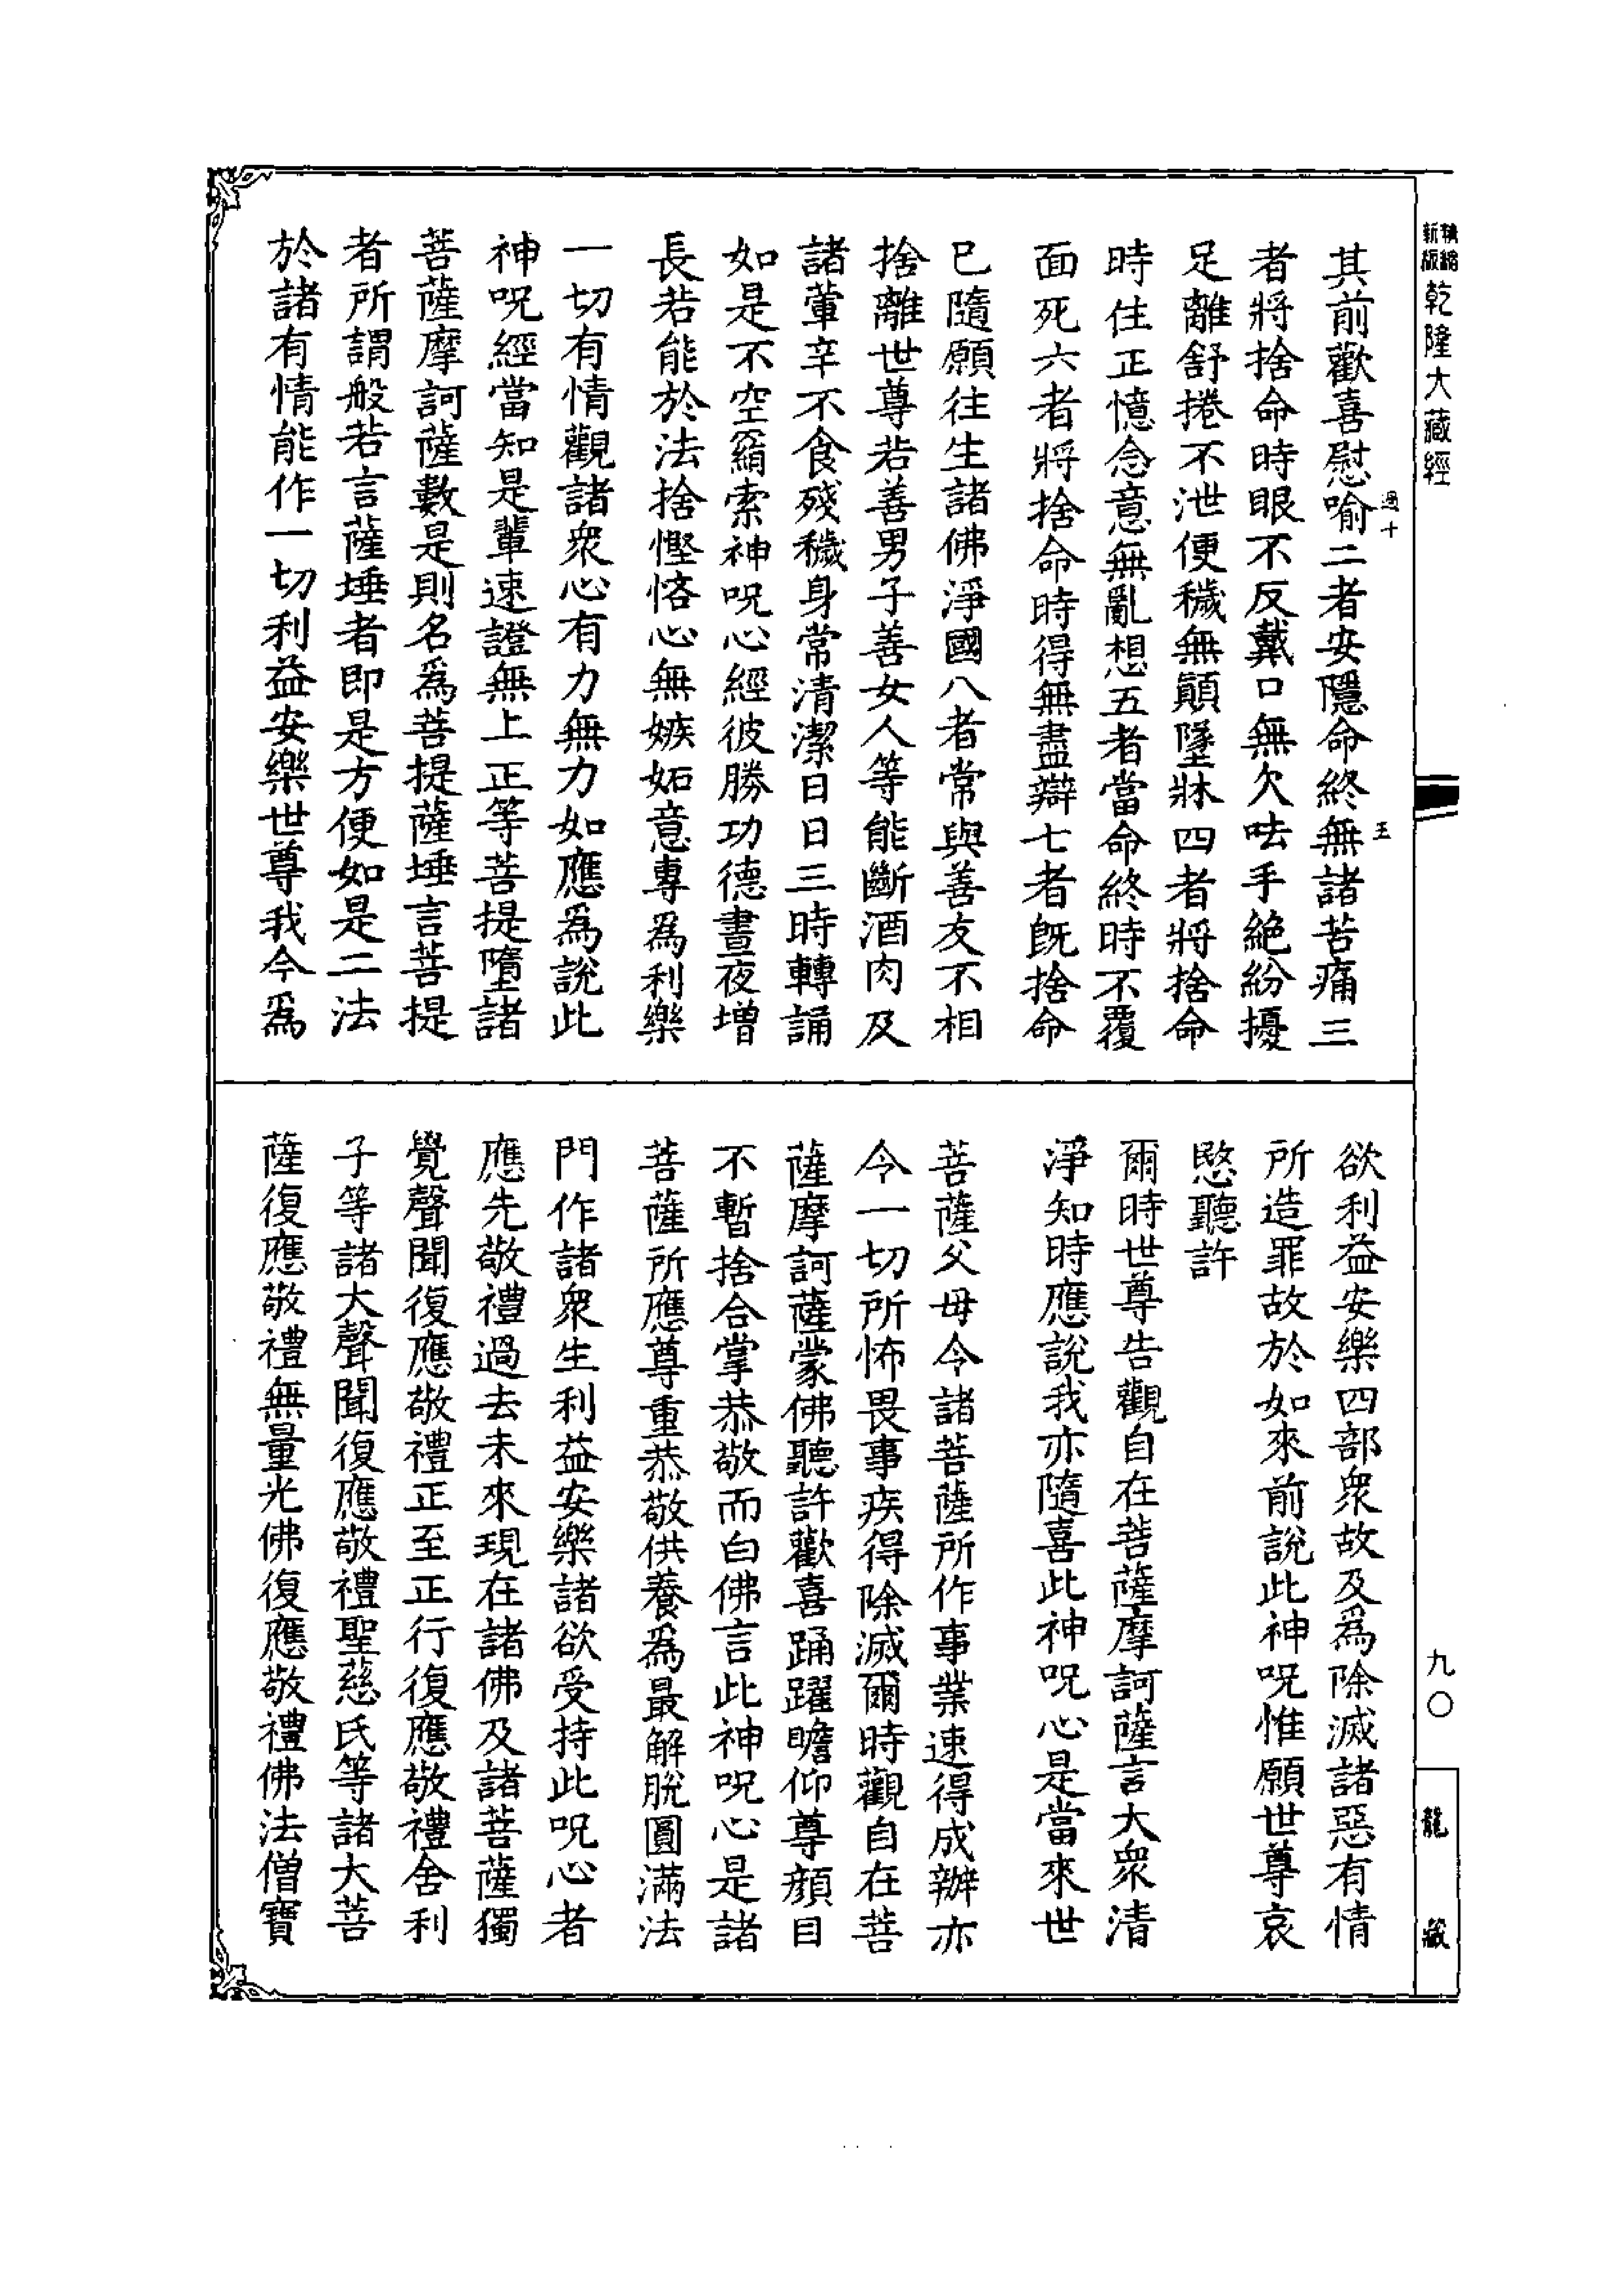 新版
乾隆大藏經
其前歡喜慰喻二者安隱命終無諸苦痛三
者將捨命時眼不反戴口無欠呿手絶紛擾
足離舒捲不泄便穢無顚墜牀四者將捨命
時住正憶念意無亂想五者當命終時不覆
面死六者將捨命時得無盡辯七者旣捨命
已隨願往生諸佛淨國八者常與善友不相
捨離世尊若善男子善女人等能斷酒肉及
諸葷辛不食殘穢身常清潔日日三時轉誦
如是不空羂索神呪心經彼勝功德晝夜增
長若能於法捨慳悋心無嫉妬意專爲利樂
一切有情觀諸衆心有力無力如應爲說此
神呪經當知是輩速證無上正等菩提墮諸
菩薩摩訶薩數是則名爲菩提薩埵言菩提
者所謂般若言薩埵者卽是方便如是二法
於諸有情能作一切利益安樂世尊我今爲
欲利益安樂四部衆故及爲除滅諸惡有情
所造罪故於如來前說此神呪惟願世尊哀
愍聽許
爾時世尊告觀自在菩薩摩訶薩言大衆清
淨知時應說我亦隨喜此神呪心是當來世
菩薩父母今諸菩薩所作事業速得成辦亦
令一切所怖畏事疾得除滅爾時觀自在菩
薩摩訶薩蒙佛聽許歡喜踊躍瞻仰尊顏目
不暫捨合掌恭敬而白佛言此神呪心是諸
菩薩所應尊重恭敬供養爲最解脫圓滿法
門作諸衆生利益安樂諸欲受持此呪心者
應先敬禮過去未來現在諸佛及諸菩薩獨
覺聲聞復應敬禮正至正行復應敬禮舍利
子等諸大聲聞復應敬禮聖慈氏等諸大菩
薩復應敬禮無量光佛復應敬禮佛法僧寶
九〇
龍藏